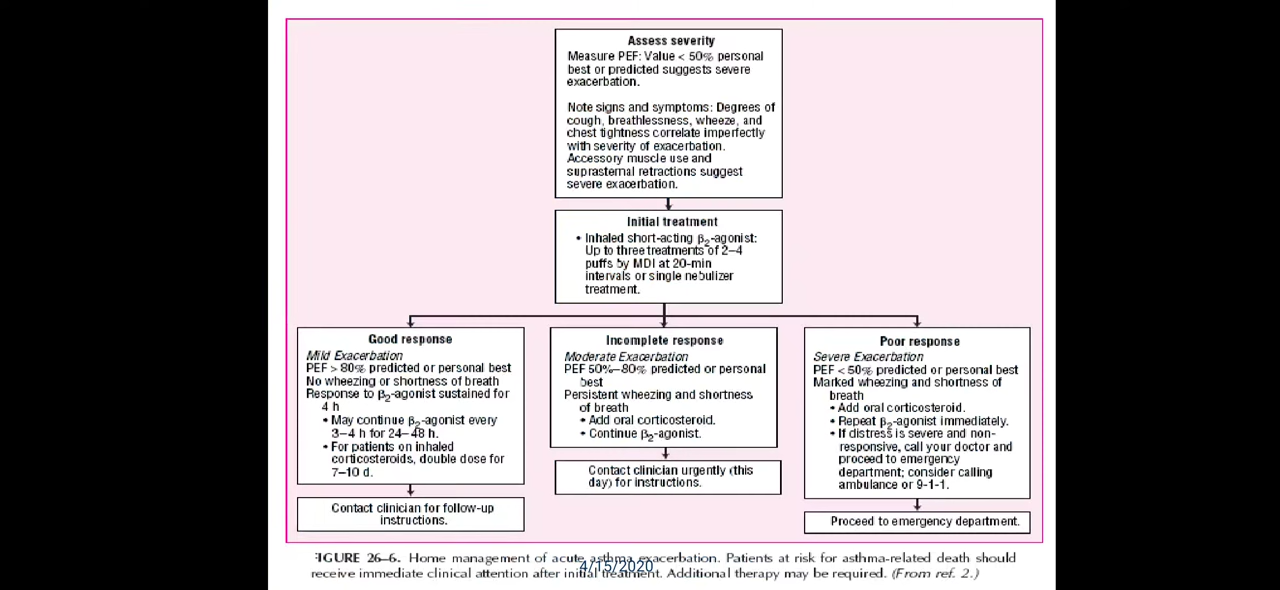 Assess severity
Measure PEF: Value < 50% personal
best or predicted suggests severe
exacerbation.
Note signs and symptoms: Degrees of
cough, breathlessness, wheeze, and
chest tightness correlate imperfectly
with severity of exacerbation.
Accessory muscle use and
suprasternal retractions suggest
severe exacerbation.
Initial treatment
• Inhaled short-acting β₂-agonist:
Up to three treatments of 2–4
puffs by MDI at 20-min
intervals or single nebulizer
treatment.
Good response
Mild Exacerbation
PEF > 80% predicted or personal best
No wheezing or shortness of breath
Response to β₂-agonist sustained for
4 h
• May continue β₂-agonist every
3–4 h for 24–48 h.
• For patients on inhaled
corticosteroids, double dose for
7–10 d.
Contact clinician for follow-up
instructions.
Incomplete response
Moderate Exacerbation
PEF 50%–80% predicted or personal
best
Persistent wheezing and shortness
of breath
• Add oral corticosteroid.
• Continue β₂-agonist.
Contact clinician urgently (this
day) for instructions.
Poor response
Severe Exacerbation
PEF < 50% predicted or personal best
Marked wheezing and shortness of
breath
• Add oral corticosteroid.
• Repeat β₂-agonist immediately.
• If distress is severe and non-
responsive, call your doctor and
proceed to emergency
department; consider calling
ambulance or 9-1-1.
Proceed to emergency department.
FIGURE 26–6. Home management of acute asthma exacerbation. Patients at risk for asthma-related death should
receive immediate clinical attention after initial treatment. Additional therapy may be required. (From ref. 2.)
4/15/2020